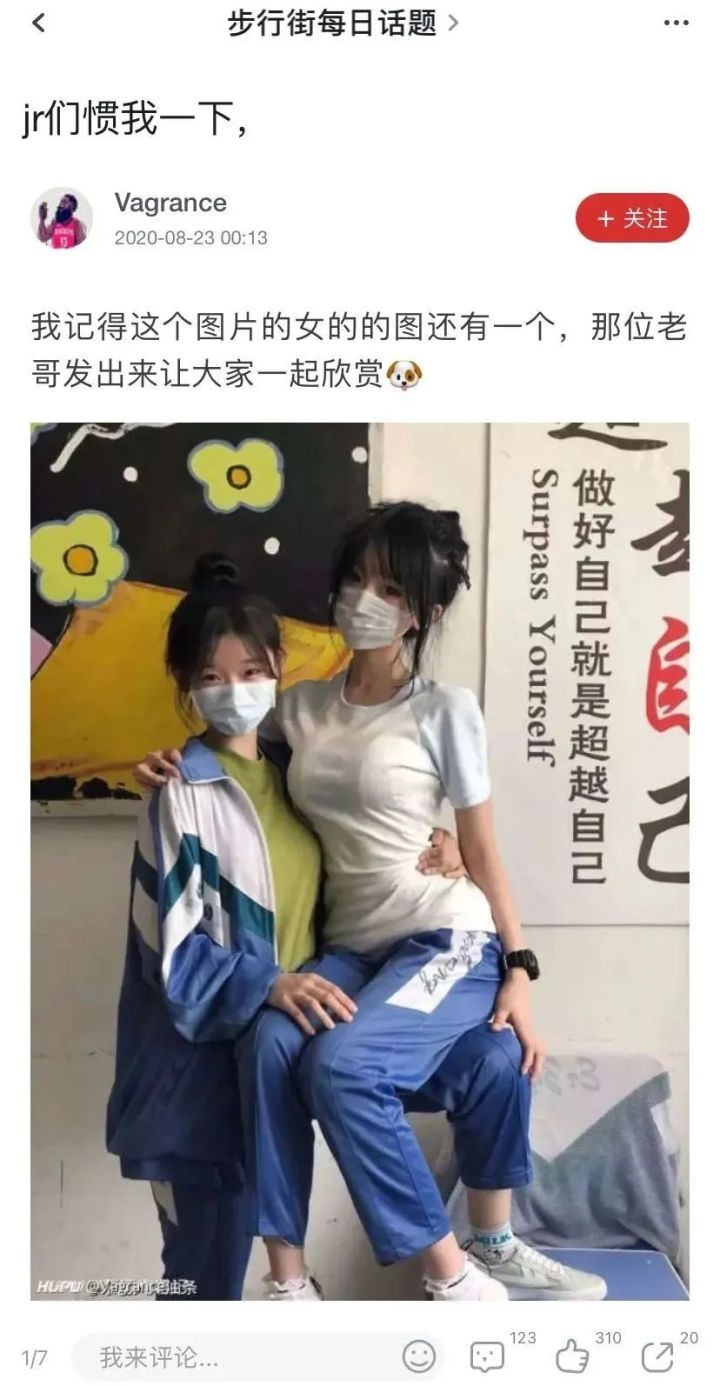 步行街每日话题
jr们惯我一下，
Vagrance
2020-08-23 00:13
+ 关注
我记得这个图片的女的的图还有一个，那位老
哥发出来让大家一起欣赏🐶
做好自己就是超越自己
Surpass Yourself
自
己
MILK
HUPU
1/7
我来评论...
123
310
20